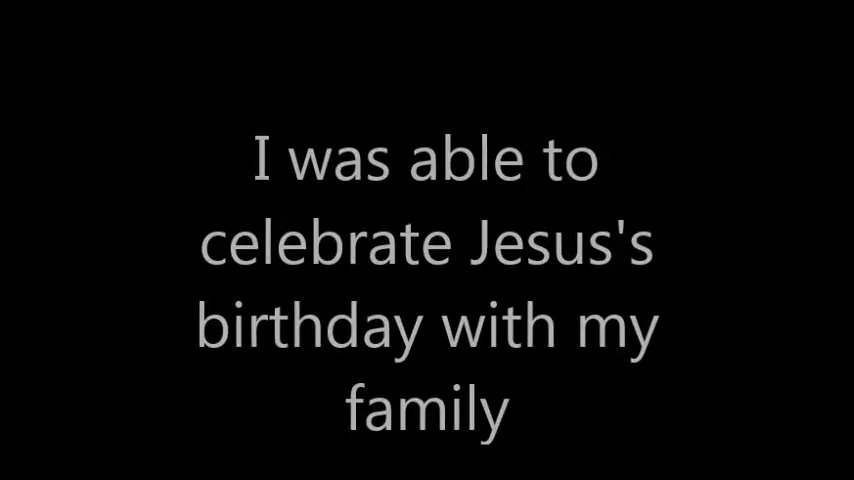 I was able to
celebrate Jesus's
birthday with my
family